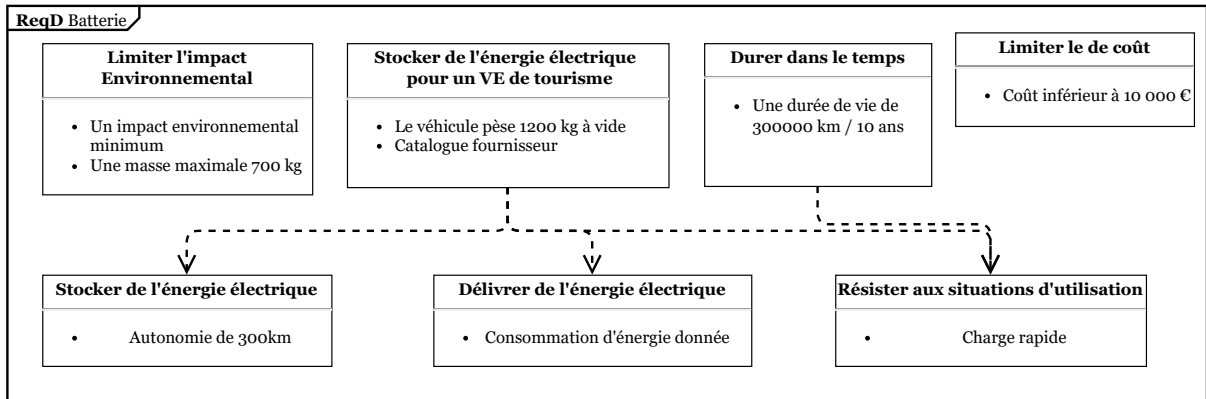 ReqD Batterie
Limiter l'impact
Environnemental
• Un impact environnemental
minimum
• Une masse maximale 700 kg
Stocker de l'énergie électrique
pour un VE de tourisme
• Le véhicule pèse 1200 kg à vide
• Catalogue fournisseur
Durer dans le temps
• Une durée de vie de
300000 km / 10 ans
Limiter le de coût
• Coût inférieur à 10 000 €
Stocker de l'énergie électrique
• Autonomie de 300km
Délivrer de l'énergie électrique
• Consommation d'énergie donnée
Résister aux situations d'utilisation
• Charge rapide